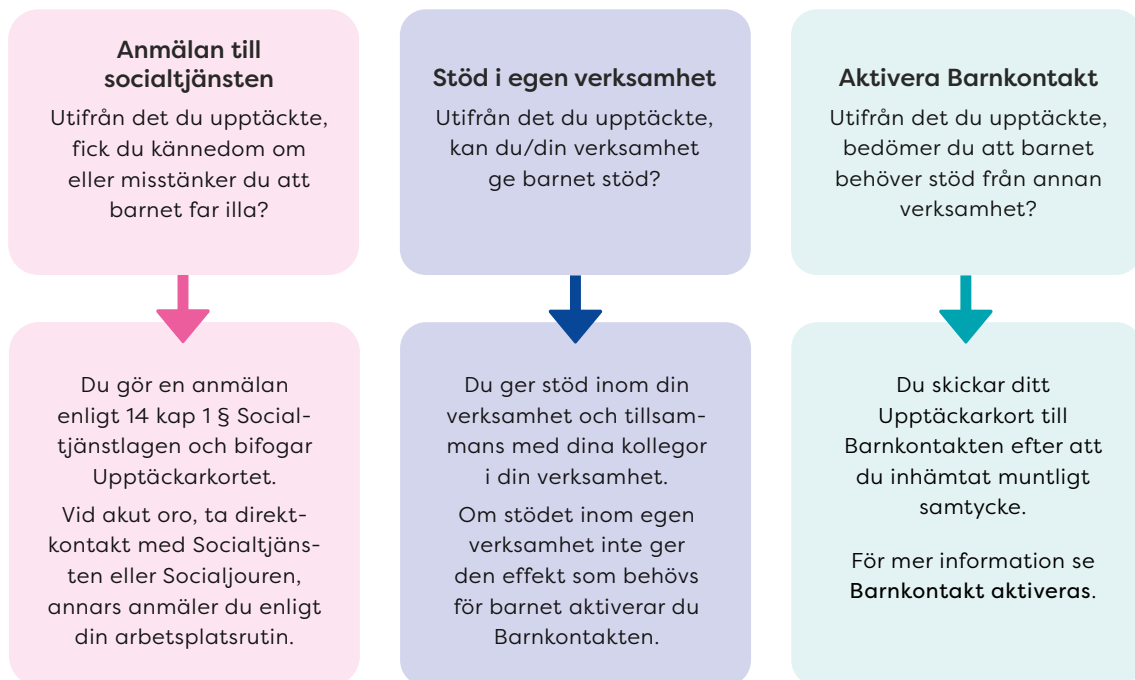 Anmälan till
socialtjänsten
Utifrån det du upptäckte,
fick du kännedom om
eller misstänker du att
barnet far illa?
Stöd i egen verksamhet
Utifrån det du upptäckte,
kan du/din verksamhet
ge barnet stöd?
Aktivera Barnkontakt
Utifrån det du upptäckte,
bedömer du att barnet
behöver stöd från annan
verksamhet?
Du gör en anmälan
enligt 14 kap 1 § Social-
tjänstlagen och bifogar
Upptäckarkortet.
Vid akut oro, ta direkt-
kontakt med Socialtjäns-
ten eller Socialjouren,
annars anmäler du enligt
din arbetsplatsrutin.
Du ger stöd inom din
verksamhet och tillsam-
mans med dina kollegor
i din verksamhet.
Om stödet inom egen
verksamhet inte ger
den effekt som behövs
för barnet aktiverar du
Barnkontakten.
Du skickar ditt
Upptäckarkort till
Barnkontakten efter att
du inhämtat muntligt
samtycke.
För mer information se
Barnkontakt aktiveras.